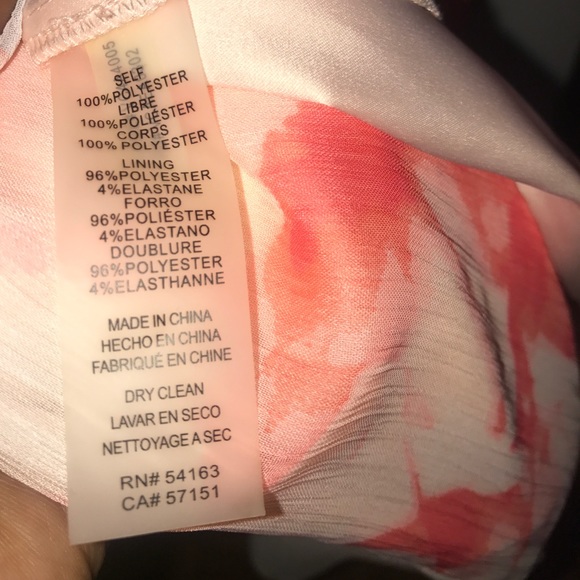 SELF
100%POLYESTER
LIBRE
100%POLIÉSTER
CORPS
100% POLYESTER
LINING
96%POLYESTER
4%ELASTANE
FORRO
96%POLIÉSTER
4%ELASTANO
DOUBLURE
96%POLYESTER
4%ELASTHANNE
MADE IN CHINA
HECHO EN CHINA
FABRIQUÉ EN CHINE
DRY CLEAN
LAVAR EN SECO
NETTOYAGE A SEC
RN# 54163
CA# 57151